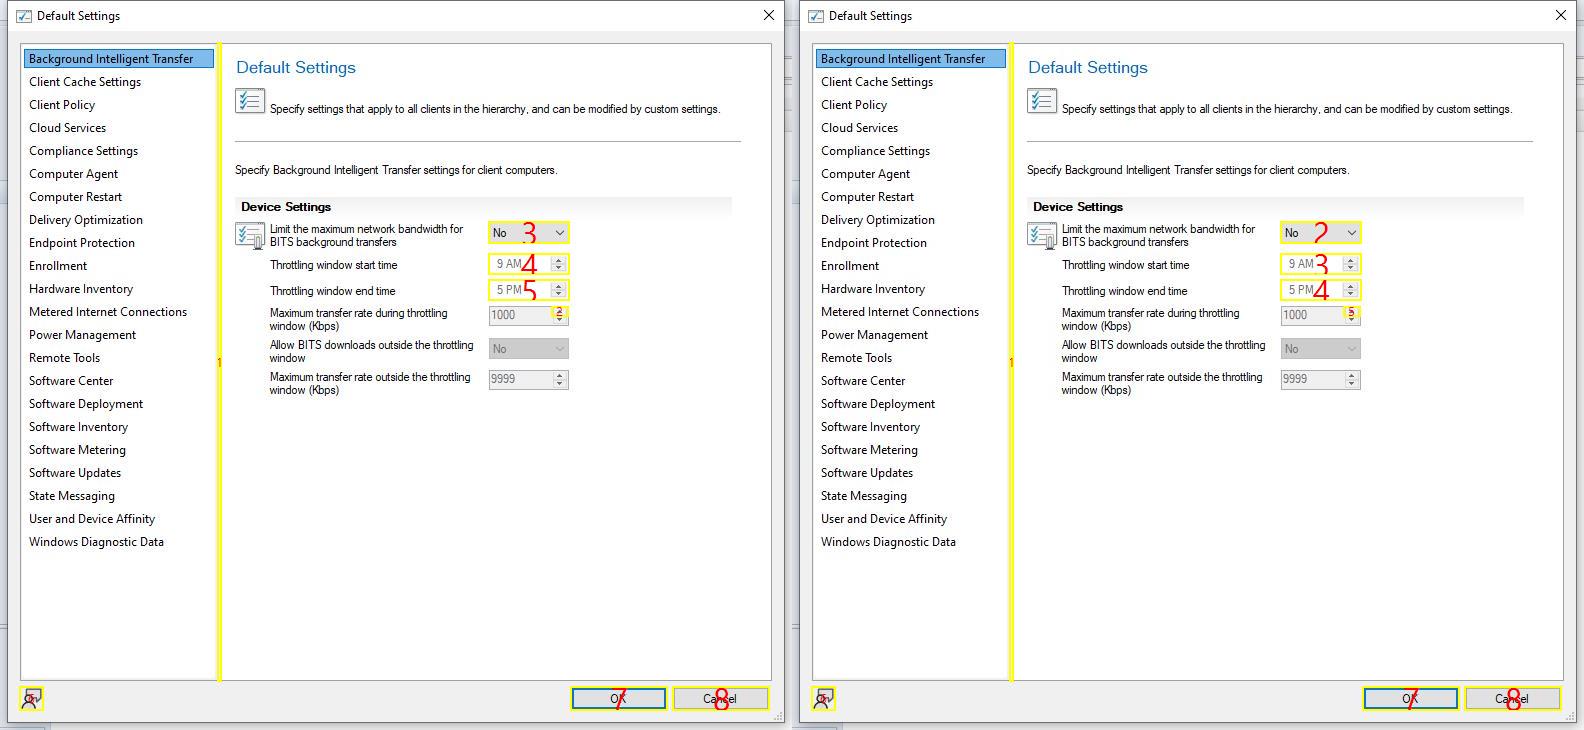 Default Settings
Background Intelligent Transfer
Client Cache Settings
Client Policy
Cloud Services
Compliance Settings
Computer Agent
Computer Restart
Delivery Optimization
Endpoint Protection
Enrollment
Hardware Inventory
Metered Internet Connections
Power Management
Remote Tools
Software Center
Software Deployment
Software Inventory
Software Metering
Software Updates
State Messaging
User and Device Affinity
Windows Diagnostic Data
1
Default Settings
Specify settings that apply to all clients in the hierarchy, and can be modified by custom settings.
Specify Background Intelligent Transfer settings for client computers.
Device Settings
Limit the maximum network bandwidth for
BITS background transfers
No 3
Throttling window start time
9 AM 4
Throttling window end time
5 PM 5
Maximum transfer rate during throttling
window (Kbps)
1000 2
Allow BITS downloads outside the throttling
window
No
Maximum transfer rate outside the throttling
window (Kbps)
9999
OK 7
Cancel 8
Default Settings
Background Intelligent Transfer
Client Cache Settings
Client Policy
Cloud Services
Compliance Settings
Computer Agent
Computer Restart
Delivery Optimization
Endpoint Protection
Enrollment
Hardware Inventory
Metered Internet Connections
Power Management
Remote Tools
Software Center
Software Deployment
Software Inventory
Software Metering
Software Updates
State Messaging
User and Device Affinity
Windows Diagnostic Data
1
Default Settings
Specify settings that apply to all clients in the hierarchy, and can be modified by custom settings.
Specify Background Intelligent Transfer settings for client computers.
Device Settings
Limit the maximum network bandwidth for
BITS background transfers
No 2
Throttling window start time
9 AM 3
Throttling window end time
5 PM 4
Maximum transfer rate during throttling
window (Kbps)
1000 5
Allow BITS downloads outside the throttling
window
No
Maximum transfer rate outside the throttling
window (Kbps)
9999
OK 7
Cancel 8